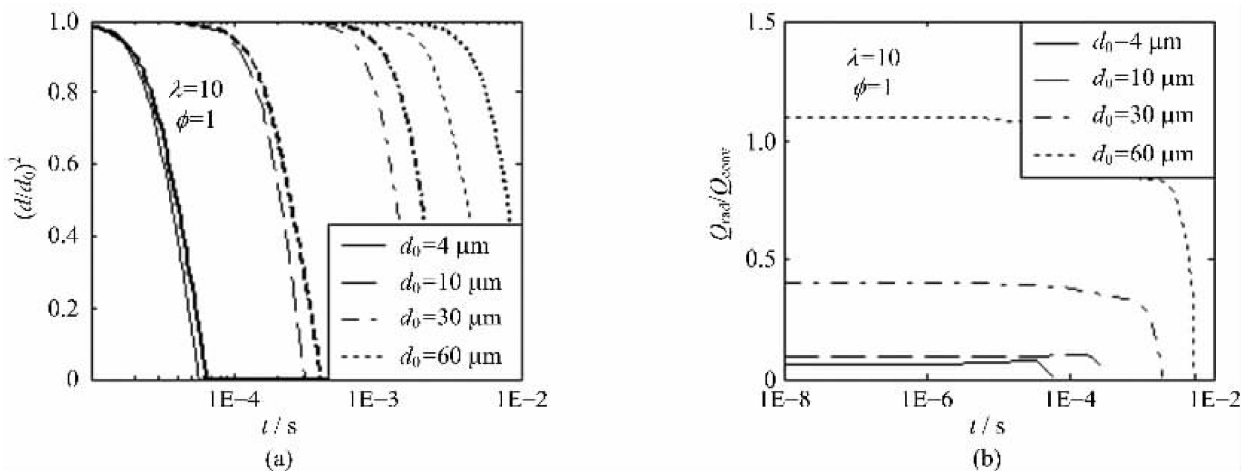 1.0
0.8
0.6
0.4
0.2
0
(d/d₀)²
λ=10
ϕ=1
d₀=4 μm
d₀=10 μm
d₀=30 μm
d₀=60 μm
1E−4
1E−3
1E−2
t / s
(a)
1.5
1.0
0.5
0
Q_rad/Q_conv
λ=10
ϕ=1
d₀=4 μm
d₀=10 μm
d₀=30 μm
d₀=60 μm
1E−8
1E−6
1E−4
1E−2
t / s
(b)